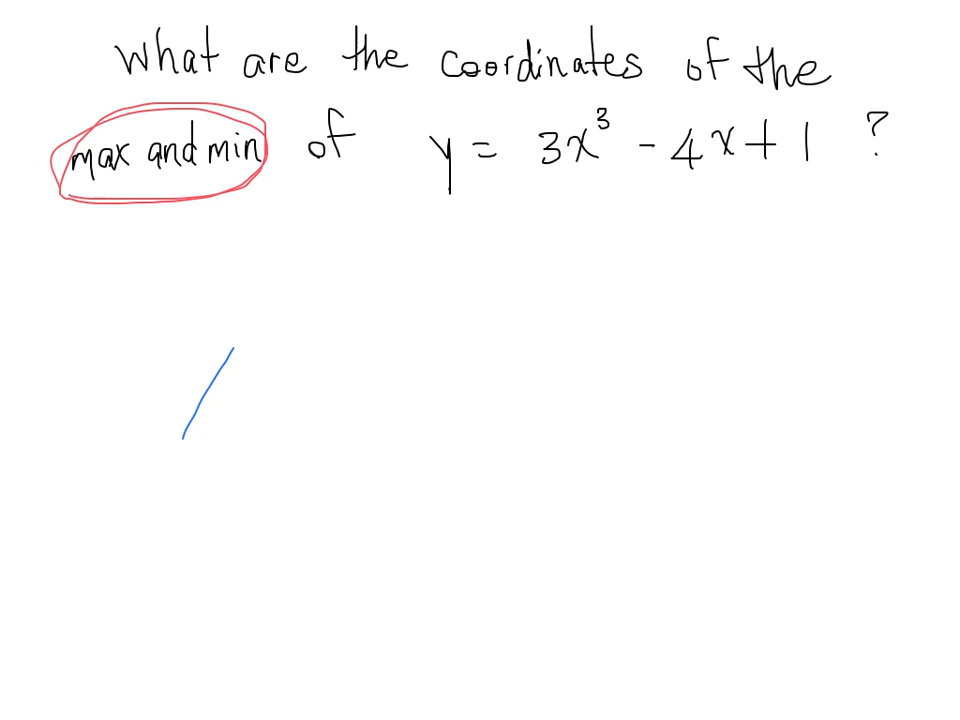 What are the coordinates of the
max and min of y = 3x³ - 4x + 1 ?